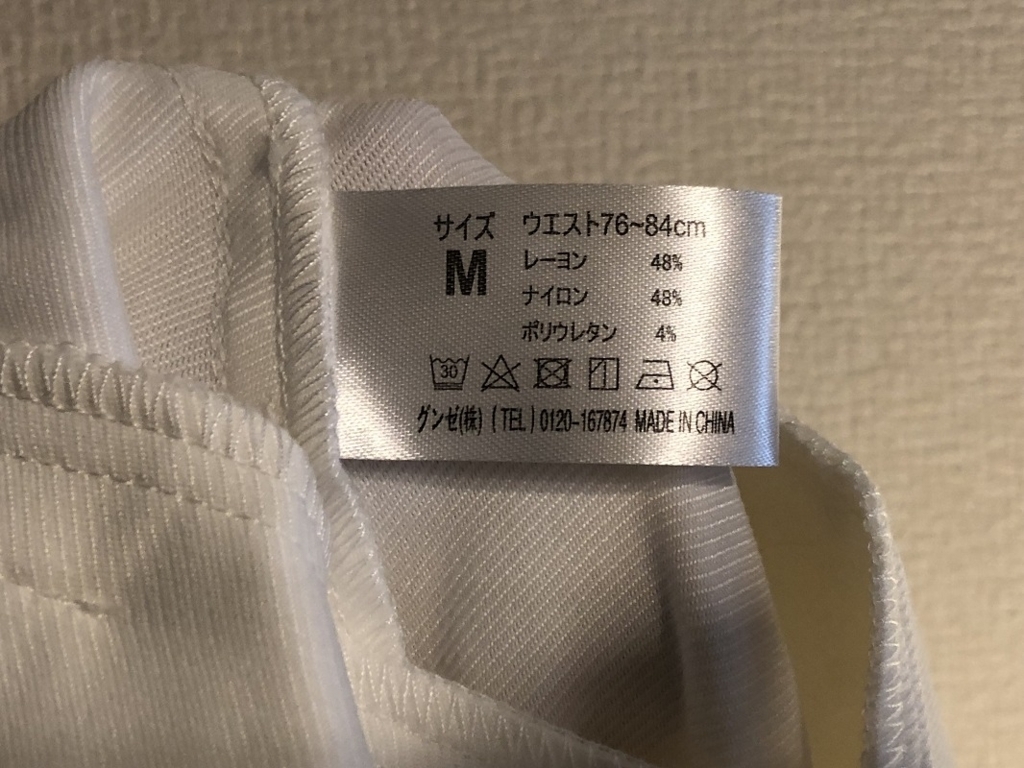 サイズ ウエスト76~84cm
M レーヨン 48%
ナイロン 48%
ポリウレタン 4%
30
グンゼ(株) (TEL) 0120-167874 MADE IN CHINA